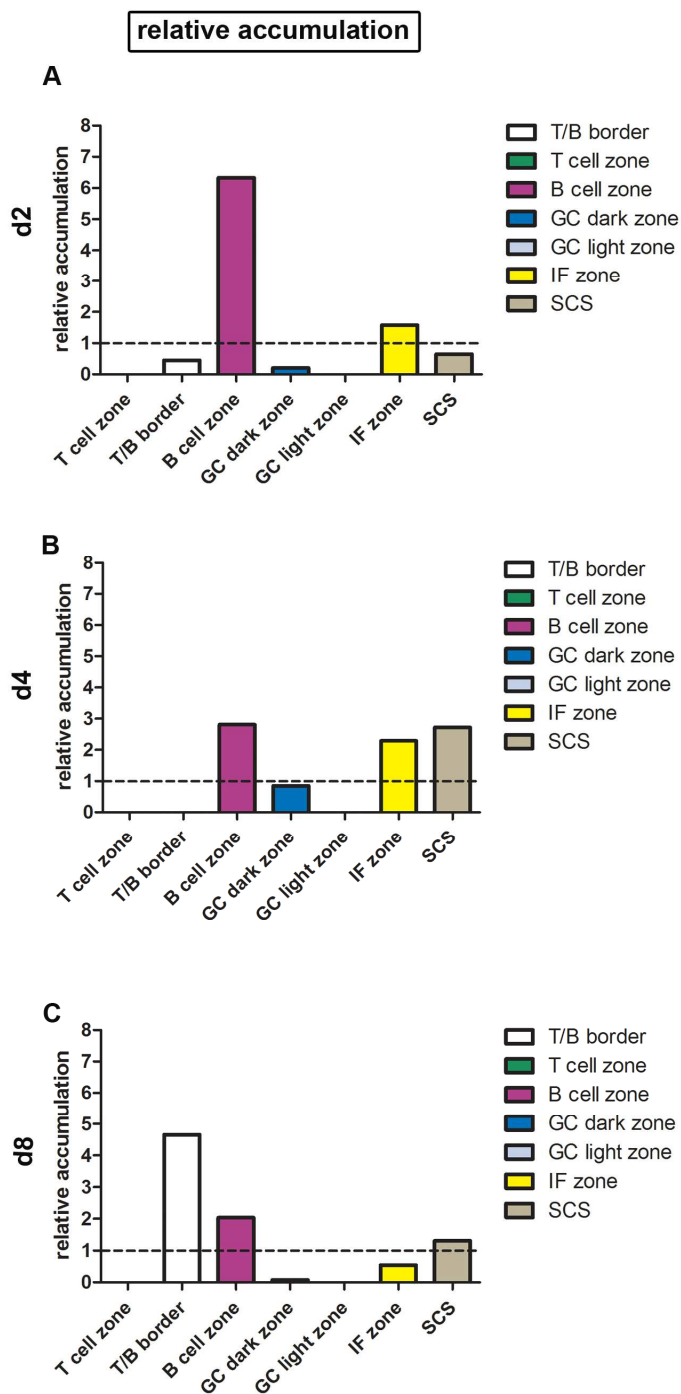 relative accumulation
A
d2
relative accumulation
8
7
6
5
4
3
2
1
0
T cell zone
T/B border
B cell zone
GC dark zone
GC light zone
IF zone
SCS
T/B border
T cell zone
B cell zone
GC dark zone
GC light zone
IF zone
SCS
B
d4
relative accumulation
8
7
6
5
4
3
2
1
0
T cell zone
T/B border
B cell zone
GC dark zone
GC light zone
IF zone
SCS
T/B border
T cell zone
B cell zone
GC dark zone
GC light zone
IF zone
SCS
C
d8
relative accumulation
8
7
6
5
4
3
2
1
0
T cell zone
T/B border
B cell zone
GC dark zone
GC light zone
IF zone
SCS
T/B border
T cell zone
B cell zone
GC dark zone
GC light zone
IF zone
SCS